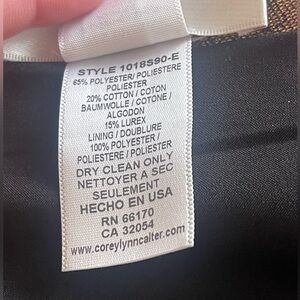 STYLE 1018S90-E
65% POLYESTER/ POLIESTERE
POLIESTER
20% COTTON / COTON
BAUMWOLLE / COTONE /
ALGODON
15% LUREX
LINING / DOUBLURE
100% POLYESTER /
POLIESTERE / POLIESTER
DRY CLEAN ONLY
NETTOYER A SEC
SEULEMENT
HECHO EN USA
RN 66170
CA 32054
www.coreylynncalter.com